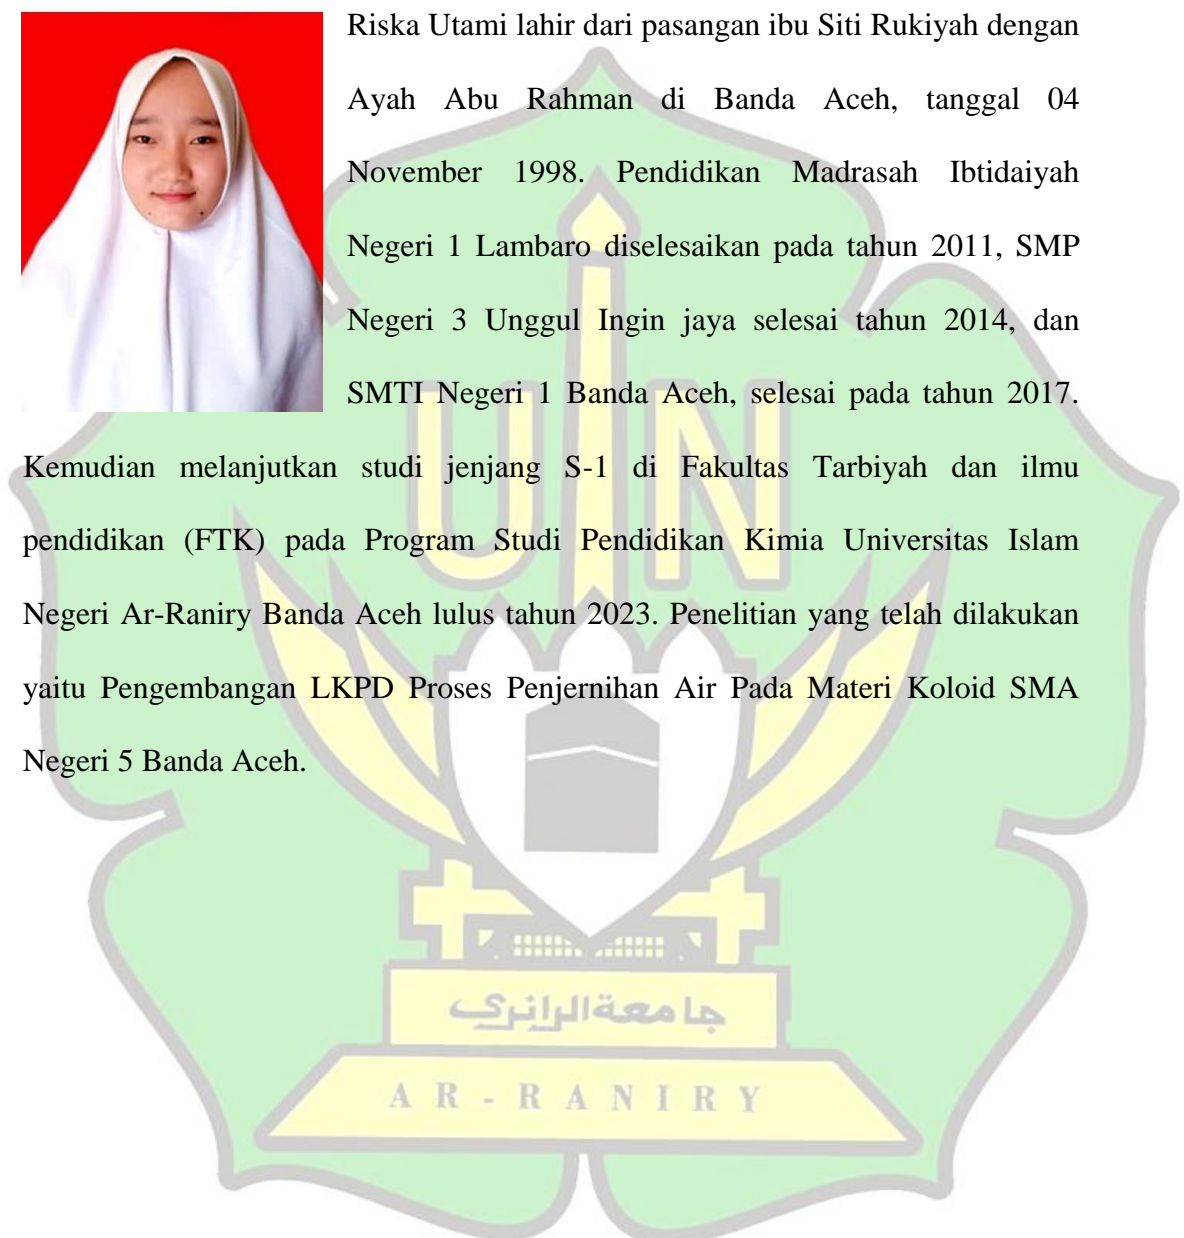 Riska Utami lahir dari pasangan ibu Siti Rukiyah dengan
Ayah Abu Rahman di Banda Aceh, tanggal 04
November 1998. Pendidikan Madrasah Ibtidaiyah
Negeri 1 Lambaro diselesaikan pada tahun 2011, SMP
Negeri 3 Unggul Ingin jaya selesai tahun 2014, dan
SMTI Negeri 1 Banda Aceh, selesai pada tahun 2017.
Kemudian melanjutkan studi jenjang S-1 di Fakultas Tarbiyah dan ilmu
pendidikan (FTK) pada Program Studi Pendidikan Kimia Universitas Islam
Negeri Ar-Raniry Banda Aceh lulus tahun 2023. Penelitian yang telah dilakukan
yaitu Pengembangan LKPD Proses Penjernihan Air Pada Materi Koloid SMA
Negeri 5 Banda Aceh.
UIN
جامعة الرانري
AR-RANIRY